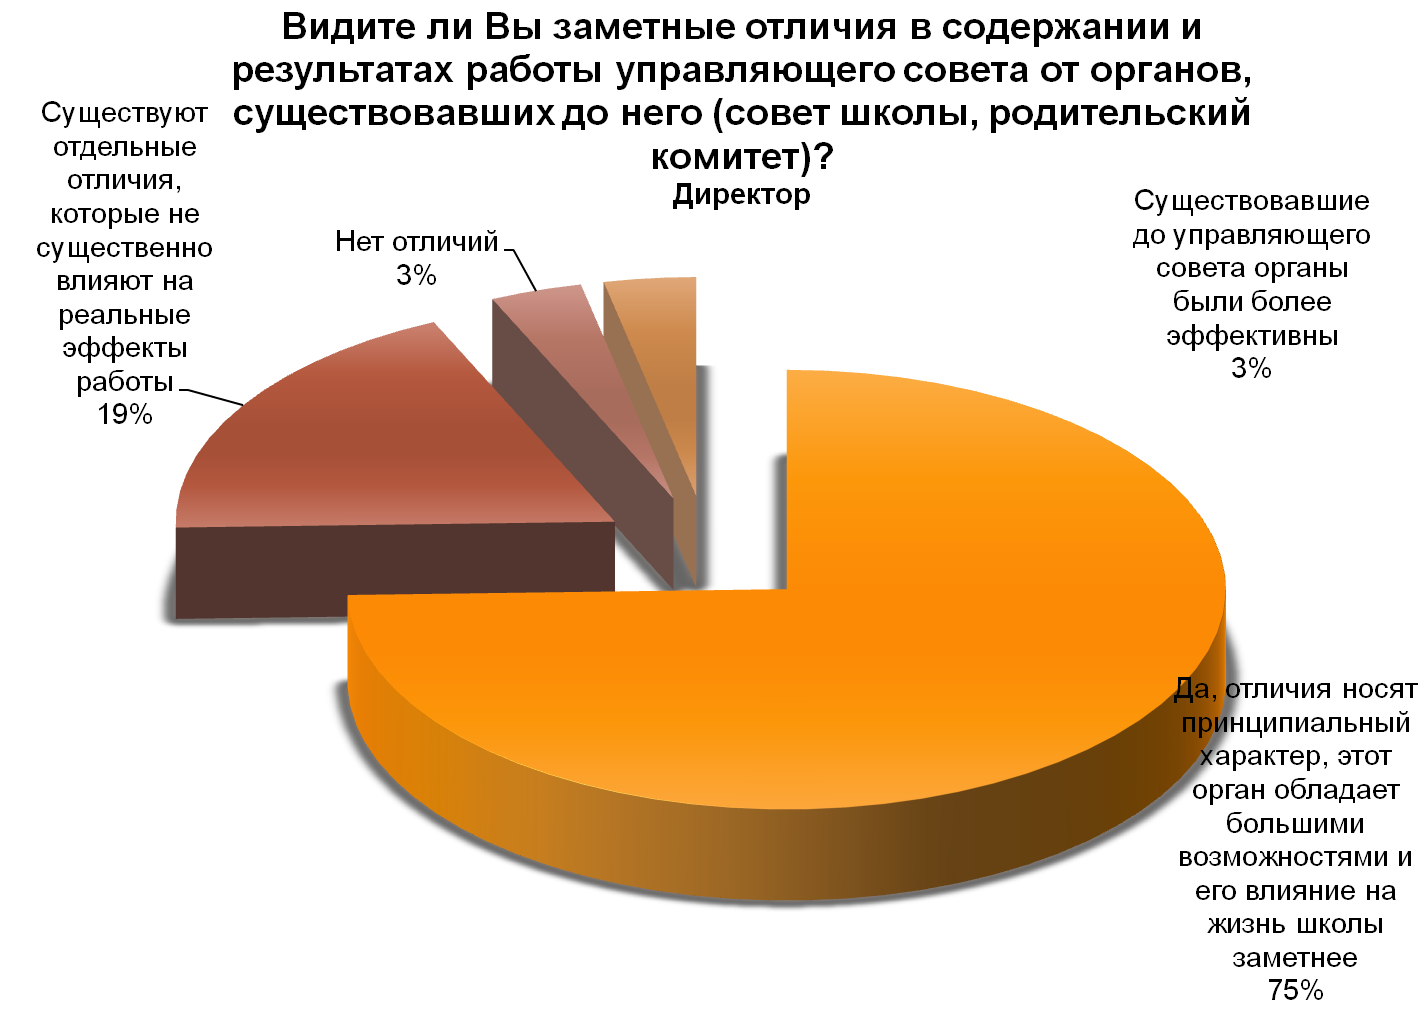 Видите ли Вы заметные отличия в содержании и
результатах работы управляющего совета от органов,
существовавших до него (совет школы, родительский
комитет)?
Директор
Существуют
отдельные
отличия,
которые не
существенно
влияют на
реальные
эффекты
работы
19%
Нет отличий
3%
Существовавшие
до управляющего
совета органы
были более
эффективны
3%
Да, отличия носят
принципиальный
характер, этот
орган обладает
большими
возможностями и
его влияние на
жизнь школы
заметнее
75%